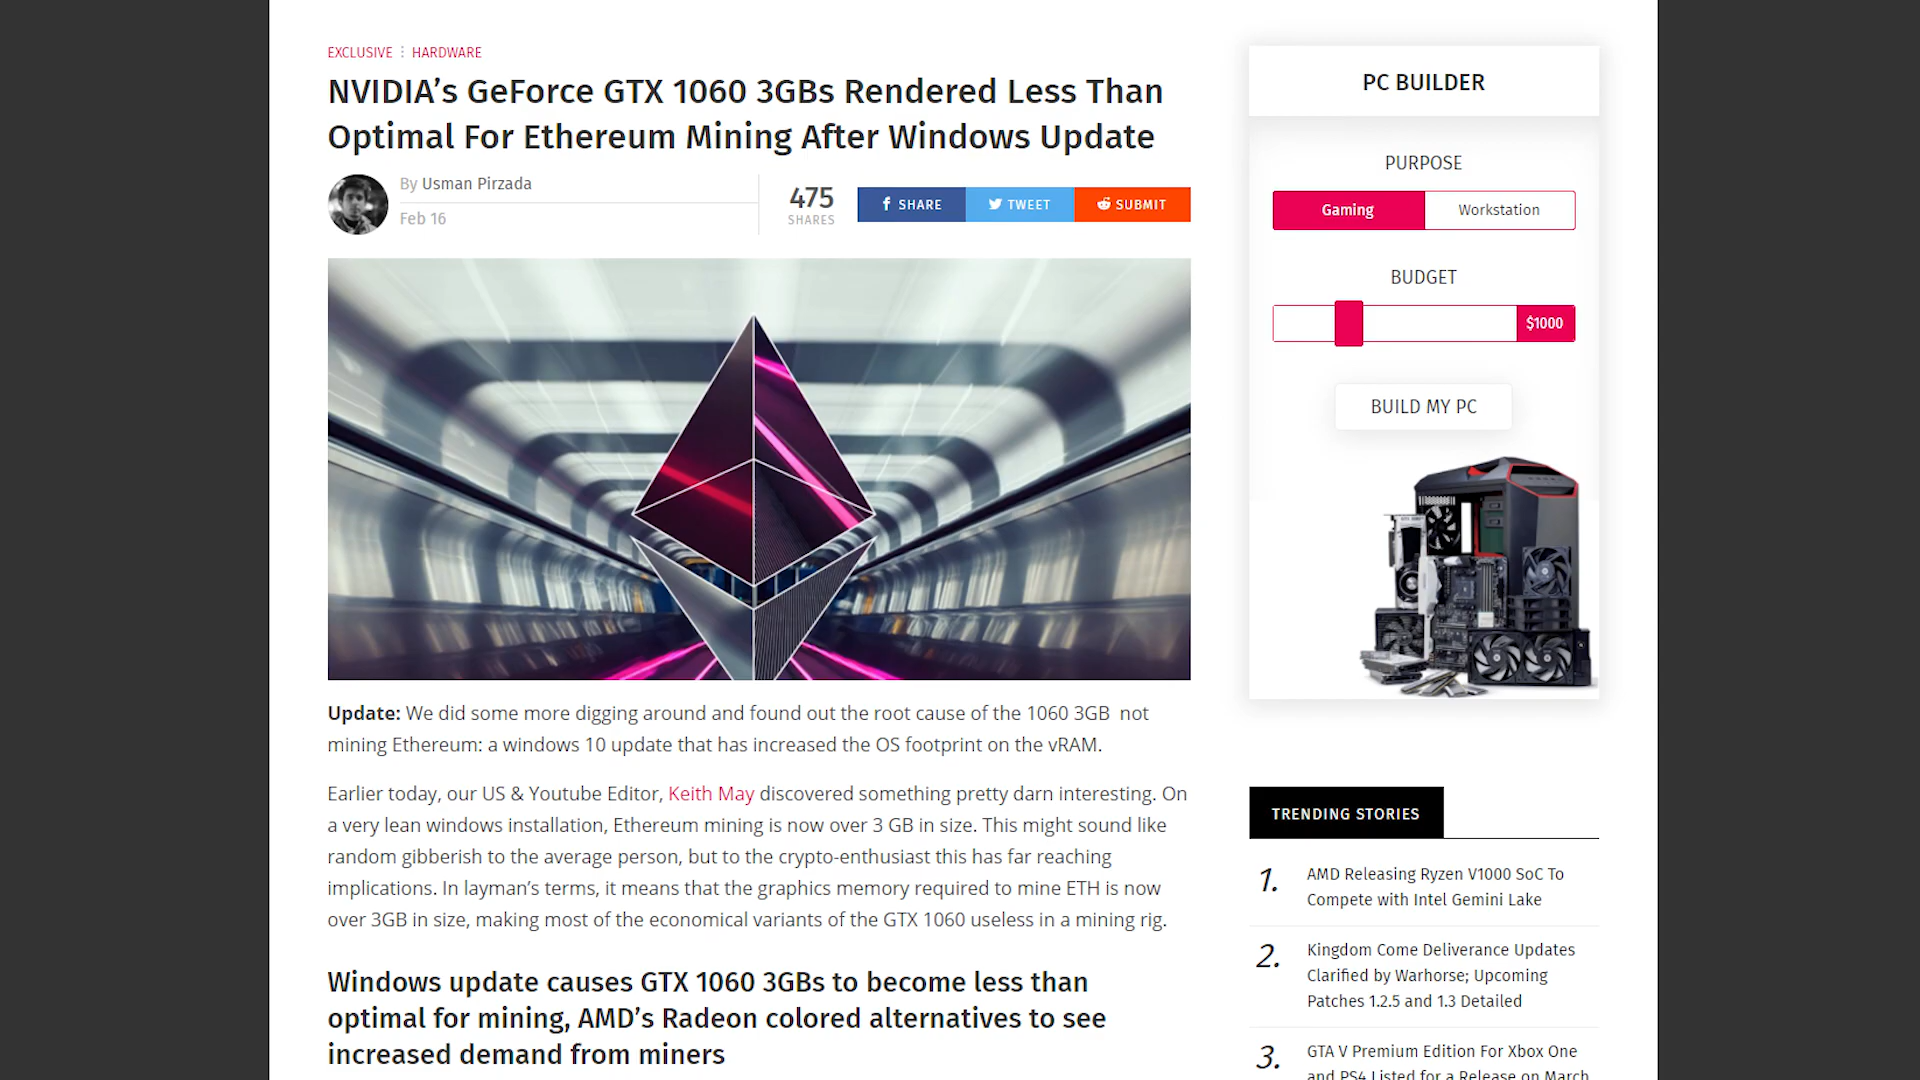 EXCLUSIVE ⋮ HARDWARE
NVIDIA’s GeForce GTX 1060 3GBs Rendered Less Than
Optimal For Ethereum Mining After Windows Update
By Usman Pirzada
Feb 16
475
SHARES
SHARE
TWEET
SUBMIT
Update: We did some more digging around and found out the root cause of the 1060 3GB not
mining Ethereum: a windows 10 update that has increased the OS footprint on the vRAM.
Earlier today, our US & Youtube Editor, Keith May discovered something pretty darn interesting. On
a very lean windows installation, Ethereum mining is now over 3 GB in size. This might sound like
random gibberish to the average person, but to the crypto-enthusiast this has far reaching
implications. In layman’s terms, it means that the graphics memory required to mine ETH is now
over 3GB in size, making most of the economical variants of the GTX 1060 useless in a mining rig.
Windows update causes GTX 1060 3GBs to become less than
optimal for mining, AMD’s Radeon colored alternatives to see
increased demand from miners
PC BUILDER
PURPOSE
Gaming
Workstation
BUDGET
$1000
BUILD MY PC
TRENDING STORIES
1.
AMD Releasing Ryzen V1000 SoC To
Compete with Intel Gemini Lake
2.
Kingdom Come Deliverance Updates
Clarified by Warhorse; Upcoming
Patches 1.2.5 and 1.3 Detailed
3.
GTA V Premium Edition For Xbox One
and PS4 Listed for a Release on March